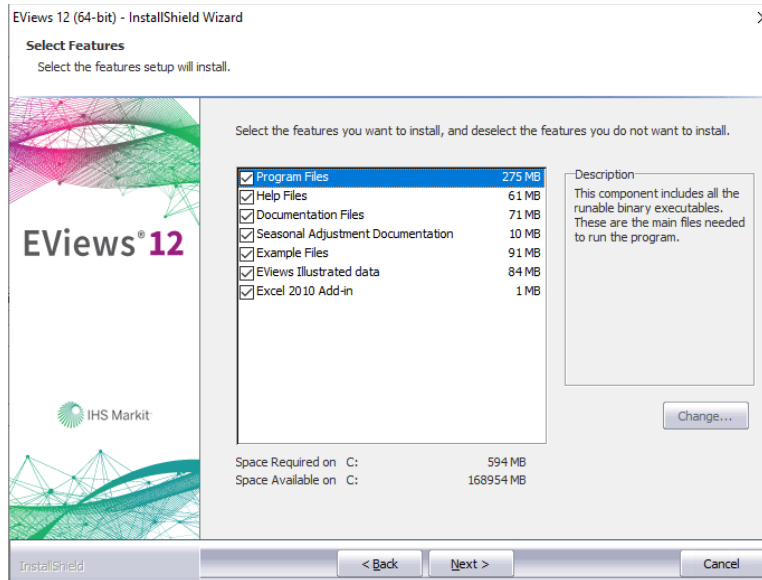 EViews 12 (64-bit) - InstallShield Wizard
Select Features
Select the features setup will install.
Select the features you want to install, and deselect the features you do not want to install.
Program Files 275 MB
Help Files 61 MB
Documentation Files 71 MB
Seasonal Adjustment Documentation 10 MB
Example Files 91 MB
EViews Illustrated data 84 MB
Excel 2010 Add-in 1 MB
Description
This component includes all the
runable binary executables.
These are the main files needed
to run the program.
EViews®12
IHS Markit
Change...
Space Required on C: 594 MB
Space Available on C: 168954 MB
InstallShield
< Back
Next >
Cancel